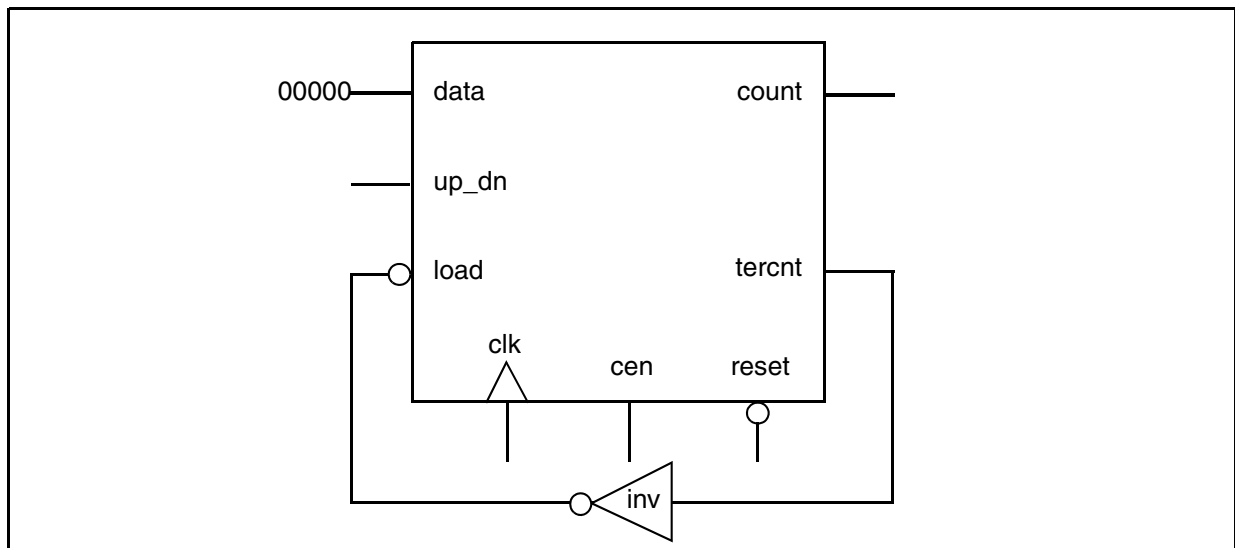 00000
data
count
up_dn
load
tercnt
clk
cen
reset
inv